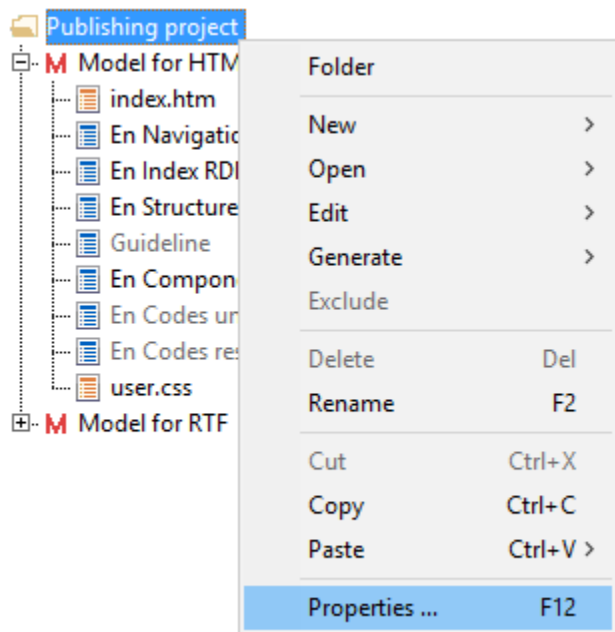 Publishing project
Model for HTM
index.htm
En Navigatio
En Index RD
En Structure
Guideline
En Compon
En Codes un
En Codes res
user.css
Model for RTF
Folder
New
Open
Edit
Generate
Exclude
Delete Del
Rename F2
Cut Ctrl+X
Copy Ctrl+C
Paste Ctrl+V
Properties ... F12